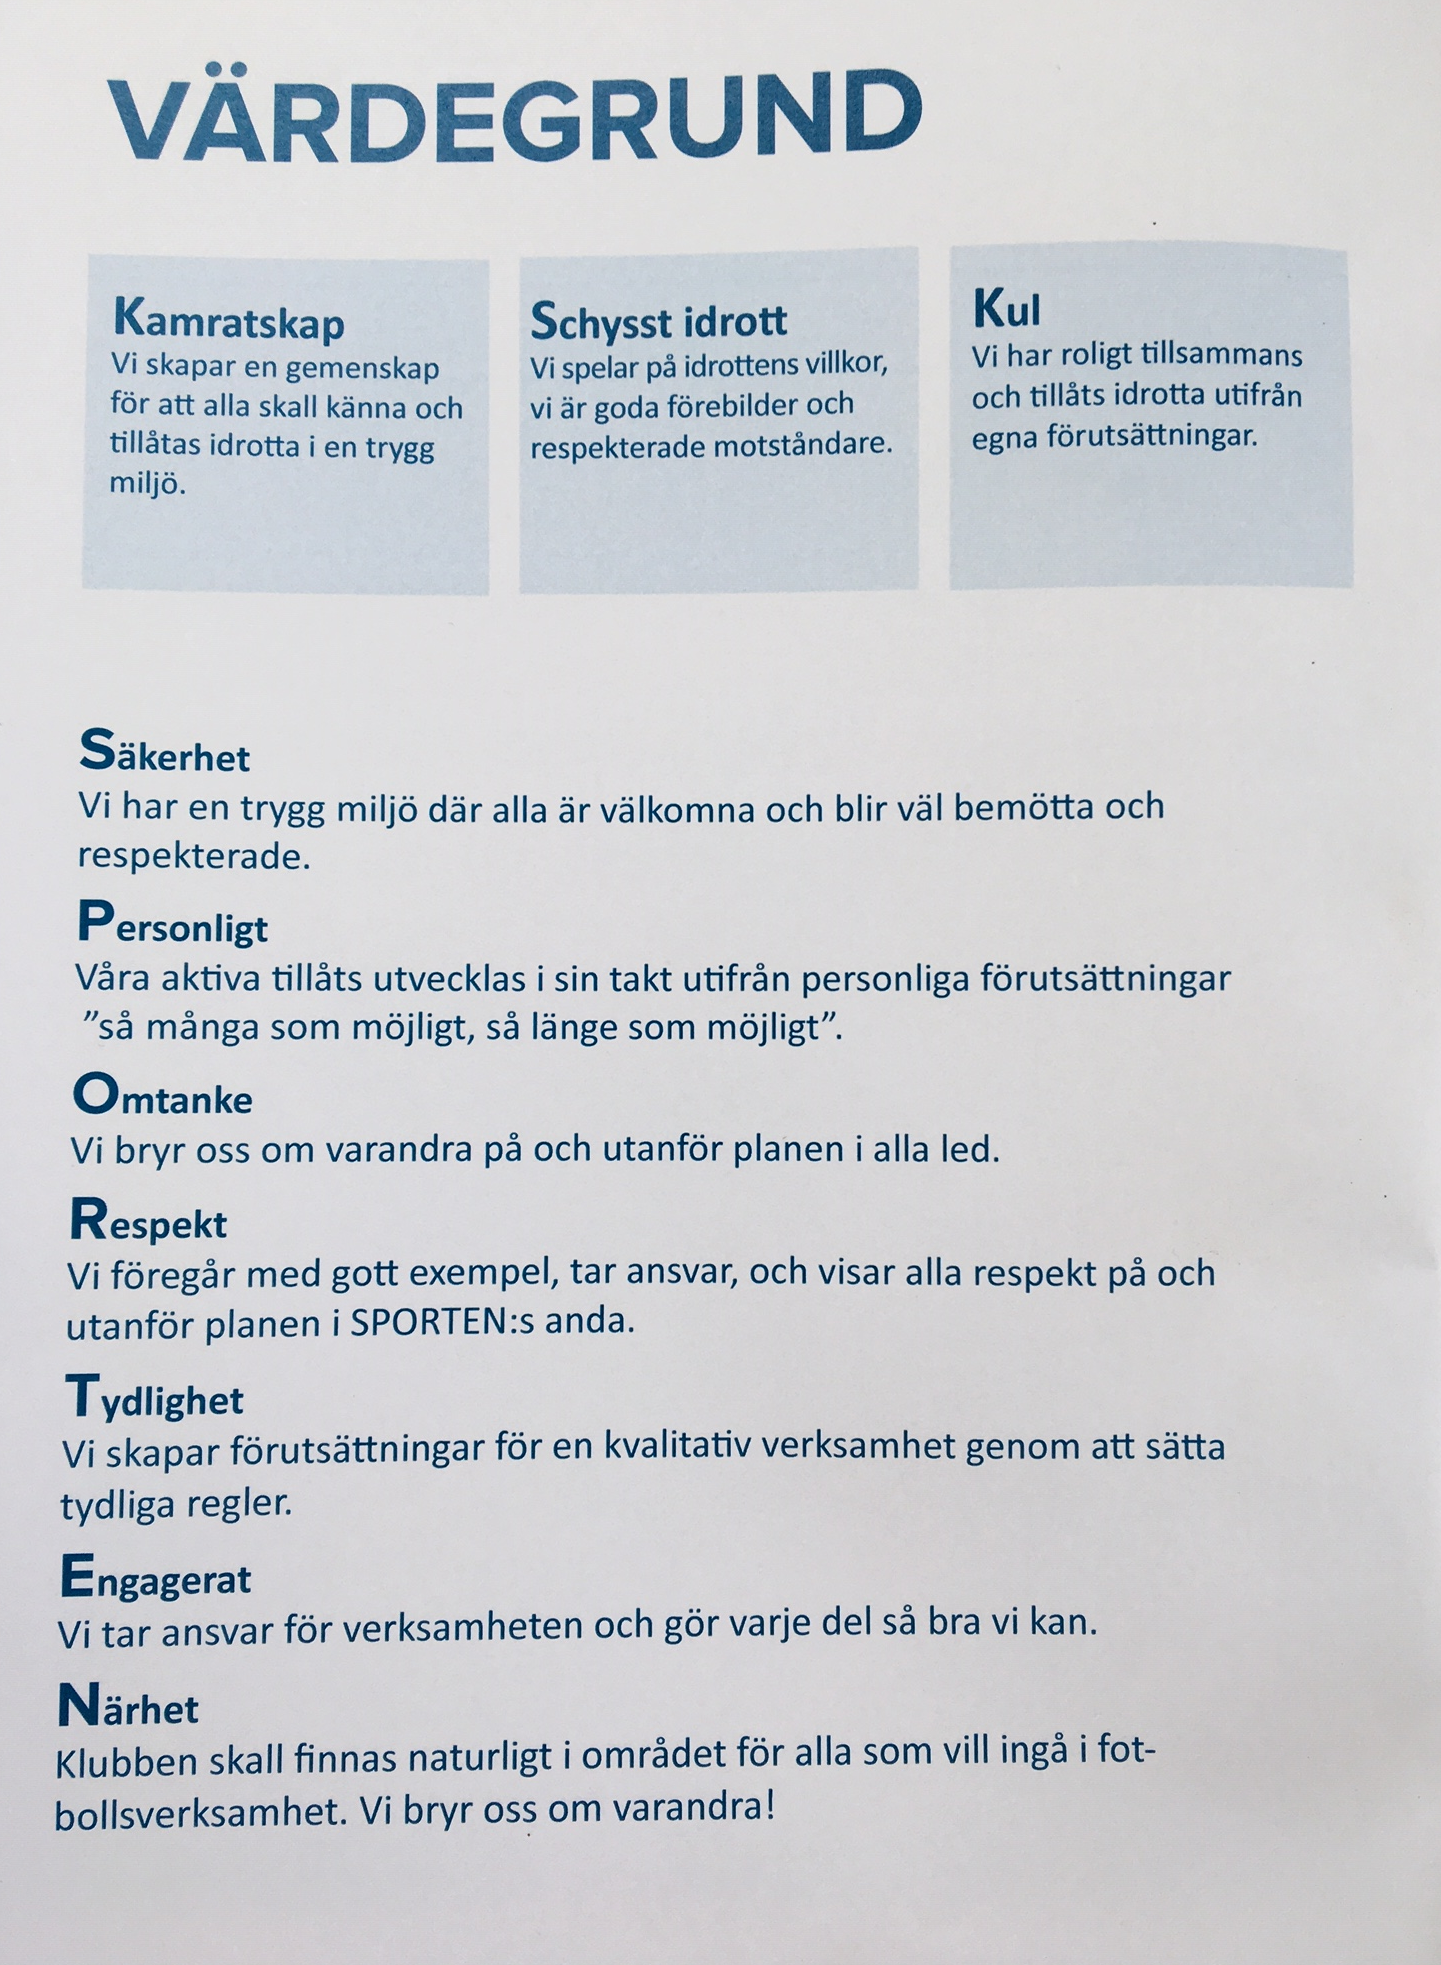 VÄRDEGRUND
Kamratskap
Vi skapar en gemenskap
för att alla skall känna och
tillåtas idrotta i en trygg
miljö.
Schysst idrott
Vi spelar på idrottens villkor,
vi är goda förebilder och
respekterade motståndare.
Kul
Vi har roligt tillsammans
och tillåts idrotta utifrån
egna förutsättningar.
Säkerhet
Vi har en trygg miljö där alla är välkomna och blir väl bemötta och
respekterade.
Personligt
Våra aktiva tillåts utvecklas i sin takt utifrån personliga förutsättningar
”så många som möjligt, så länge som möjligt”.
Omtanke
Vi bryr oss om varandra på och utanför planen i alla led.
Respekt
Vi föregår med gott exempel, tar ansvar, och visar alla respekt på och
utanför planen i SPORTEN:s anda.
Tydlighet
Vi skapar förutsättningar för en kvalitativ verksamhet genom att sätta
tydliga regler.
Engagerat
Vi tar ansvar för verksamheten och gör varje del så bra vi kan.
Närhet
Klubben skall finnas naturligt i området för alla som vill ingå i fot-
bollsverksamhet. Vi bryr oss om varandra!